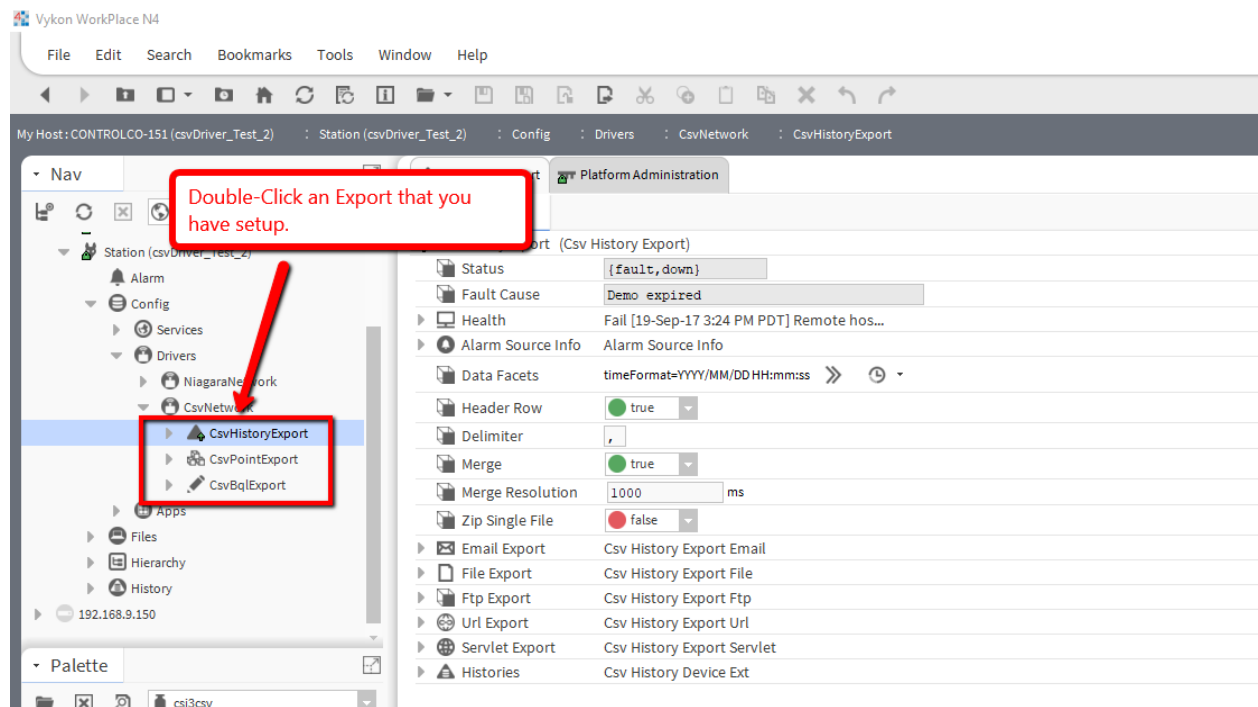 Vykon WorkPlace N4
File Edit Search Bookmarks Tools Window Help
My Host : CONTROLCO-151 (csvDriver_Test_2) : Station (csvDriver_Test_2) : Config : Drivers : CsvNetwork : CsvHistoryExport
Nav
Platform Administration
Double-Click an Export that you
have setup.
Station (csvDriver_Test_2)
Alarm
Config
Services
Drivers
NiagaraNetwork
CsvNetwork
CsvHistoryExport
CsvPointExport
CsvBqlExport
Apps
Files
Hierarchy
History
192.168.9.150
Palette
csi3csv
(Csv History Export)
Status {fault,down}
Fault Cause Demo expired
Health Fail [19-Sep-17 3:24 PM PDT] Remote hos...
Alarm Source Info Alarm Source Info
Data Facets timeFormat=YYYY/MM/DD HH:mm:ss
Header Row true
Delimiter ,
Merge true
Merge Resolution 1000 ms
Zip Single File false
Email Export Csv History Export Email
File Export Csv History Export File
Ftp Export Csv History Export Ftp
Url Export Csv History Export Url
Servlet Export Csv History Export Servlet
Histories Csv History Device Ext